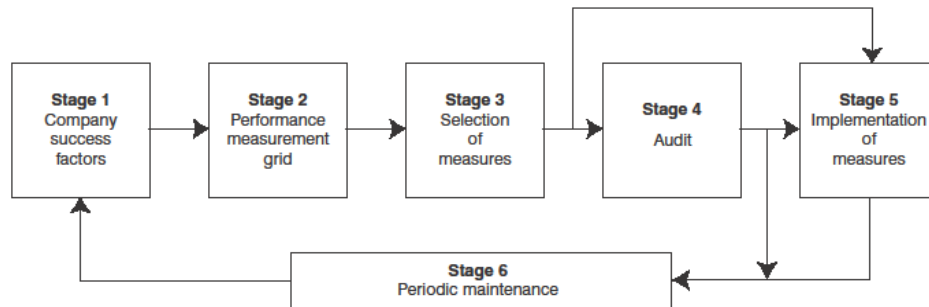 Stage 1
Company
success
factors
Stage 2
Performance
measurement
grid
Stage 3
Selection
of
measures
Stage 4
Audit
Stage 5
Implementation
of
measures
Stage 6
Periodic maintenance